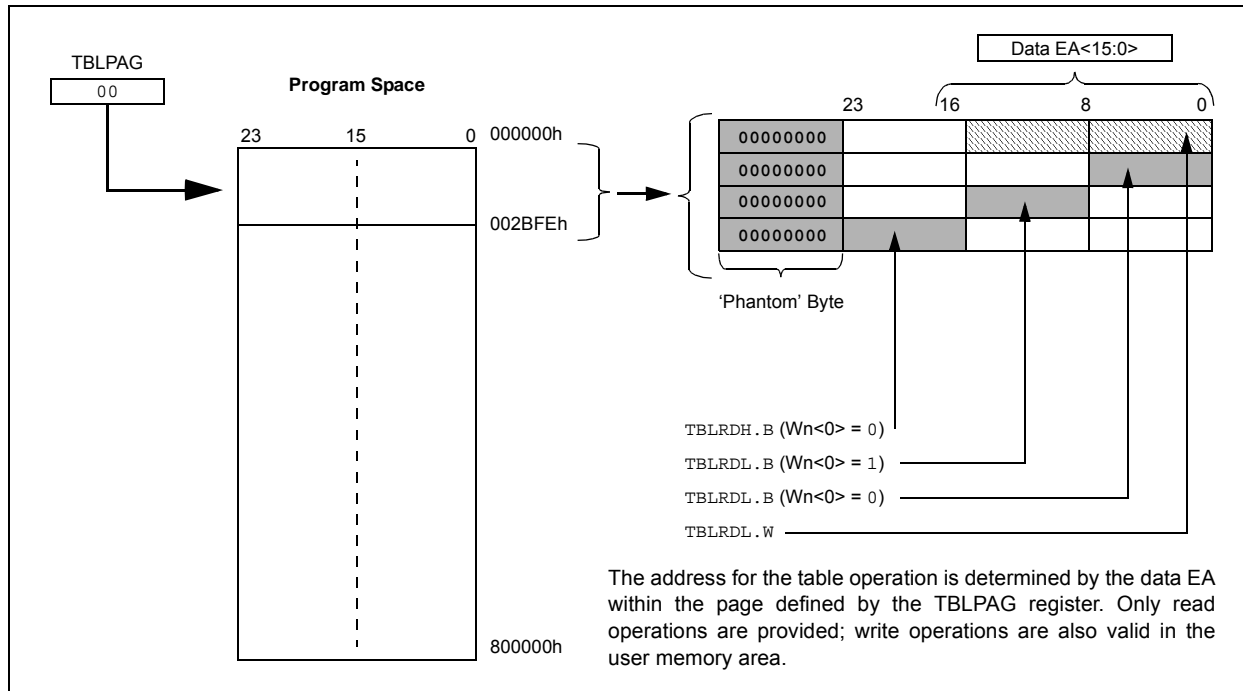 Data EA<15:0>
TBLPAG
00
Program Space
23 15 0
000000h
002BFEh
800000h
23 16 8 0
00000000
00000000
00000000
00000000
‘Phantom’ Byte
TBLRDH.B (Wn<0> = 0)
TBLRDL.B (Wn<0> = 1)
TBLRDL.B (Wn<0> = 0)
TBLRDL.W
The address for the table operation is determined by the data EA
within the page defined by the TBLPAG register. Only read
operations are provided; write operations are also valid in the
user memory area.